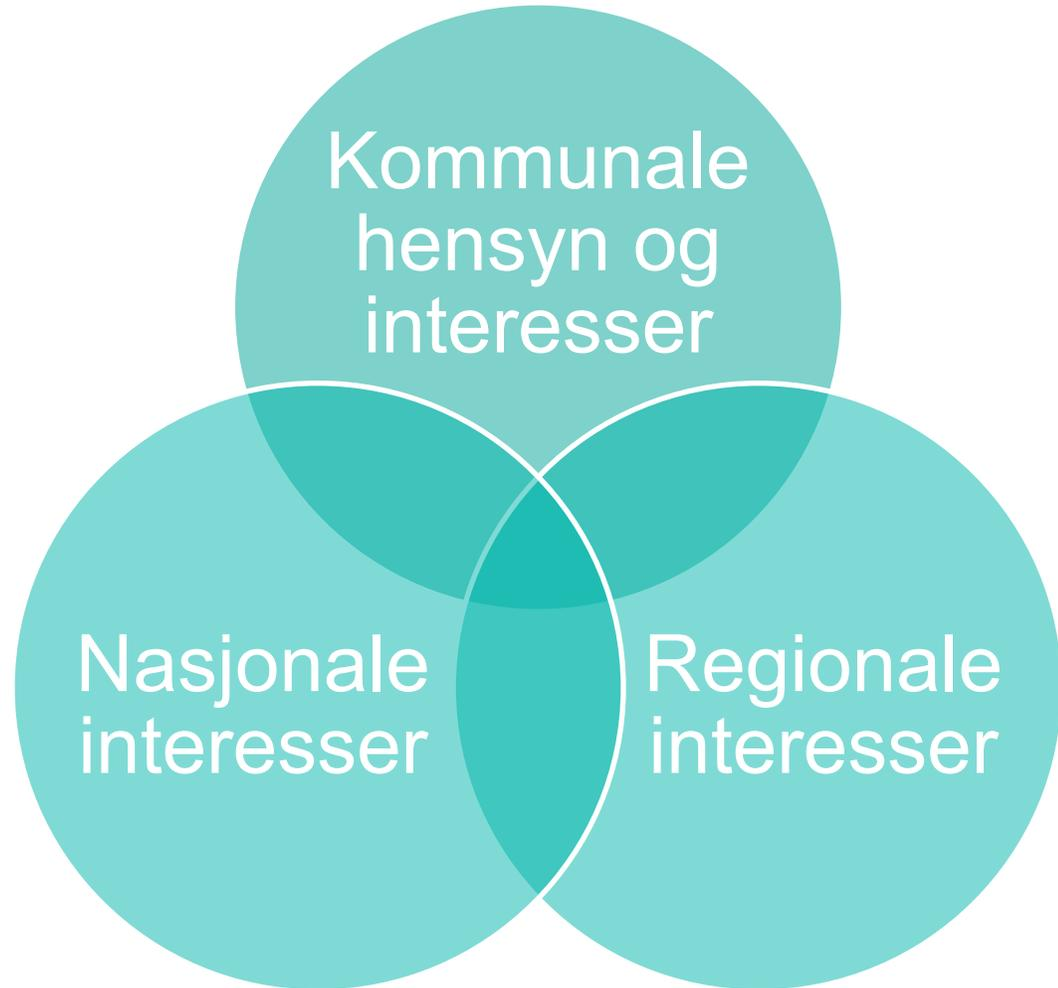 Kommunale
hensyn og
interesser
Nasjonale
interesser
Regionale
interesser